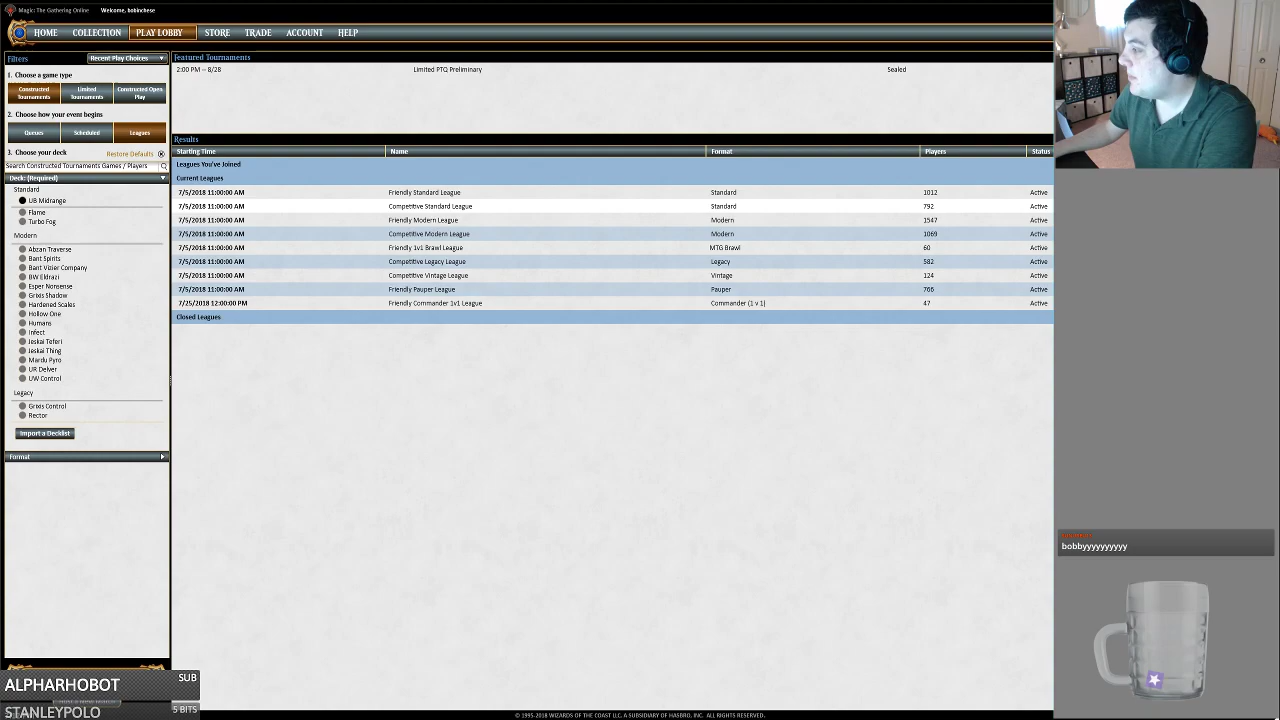 Magic: The Gathering Online Welcome, bobinchese
HOME COLLECTION PLAY LOBBY STORE TRADE ACCOUNT HELP
Filters Recent Play Choices
1. Choose a game type
Constructed Tournaments Limited Tournaments Constructed Open Play
2. Choose how your event begins
Queues Scheduled Leagues
3. Choose your deck Restore Defaults
Search Constructed Tournaments Games / Players
Deck: (Required)
Standard
UB Midrange
Flame
Turbo Fog
Modern
Abzan Traverse
Bant Spirits
Bant Vizier Company
BW Eldrazi
Esper Nonsense
Grixis Shadow
Hardened Scales
Hollow One
Humans
Infect
Jeskai Teferi
Jeskai Thing
Mardu Pyro
UR Delver
UW Control
Legacy
Grixis Control
Rector
Import a Decklist
Format
Featured Tournaments
2:00 PM – 8/28 Limited PTQ Preliminary Sealed
Results
Starting Time Name Format Players Status
Leagues You've Joined
Current Leagues
7/5/2018 11:00:00 AM Friendly Standard League Standard 1012 Active
7/5/2018 11:00:00 AM Competitive Standard League Standard 792 Active
7/5/2018 11:00:00 AM Friendly Modern League Modern 1547 Active
7/5/2018 11:00:00 AM Competitive Modern League Modern 1069 Active
7/5/2018 11:00:00 AM Friendly 1v1 Brawl League MTG Brawl 60 Active
7/5/2018 11:00:00 AM Competitive Legacy League Legacy 582 Active
7/5/2018 11:00:00 AM Competitive Vintage League Vintage 124 Active
7/5/2018 11:00:00 AM Friendly Pauper League Pauper 766 Active
7/25/2018 12:00:00 PM Friendly Commander 1v1 League Commander (1 v 1) 47 Active
Closed Leagues
bobbyyyyyyyyyy
ALPHARHOBOT SUB
STANLEYPOLO 5 BITS
© 1995-2018 WIZARDS OF THE COAST LLC, A SUBSIDIARY OF HASBRO, INC. ALL RIGHTS RESERVED.